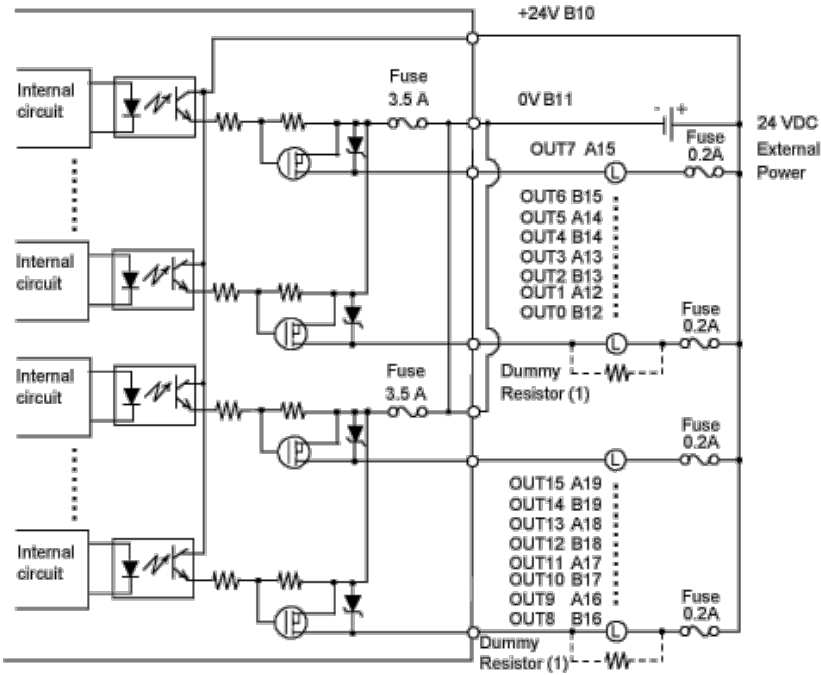 +24V B10
Internal
circuit
Fuse
3.5 A
0V B11
- +
24 VDC
External
Power
Fuse
0.2A
OUT7 A15
L
OUT6 B15
OUT5 A14
OUT4 B14
OUT3 A13
OUT2 B13
OUT1 A12
OUT0 B12
Internal
circuit
Fuse
0.2A
L
Dummy
Resistor (1)
Internal
circuit
Fuse
3.5 A
Fuse
0.2A
L
OUT15 A19
OUT14 B19
OUT13 A18
OUT12 B18
OUT11 A17
OUT10 B17
OUT9 A16
OUT8 B16
Internal
circuit
Fuse
0.2A
L
Dummy
Resistor (1)